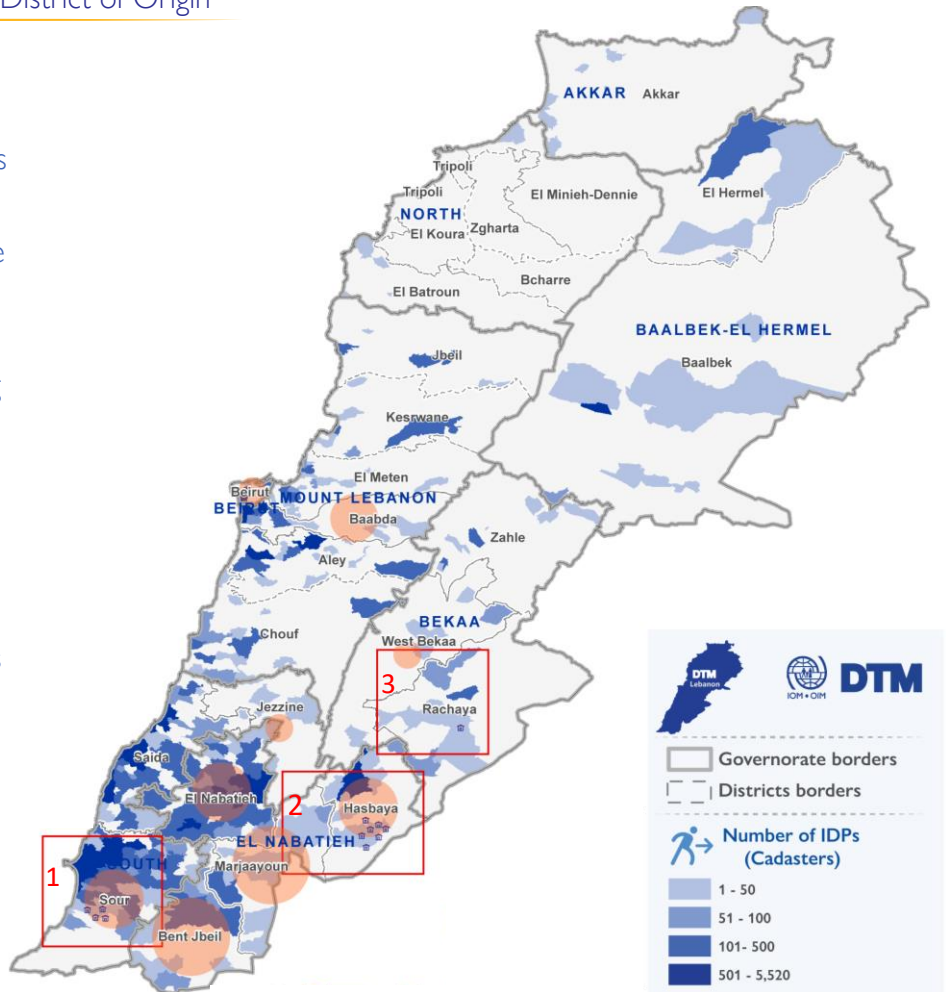 District of Origin
s
e
AKKAR Akkar
Tripoli
Tripoli
El Minieh-Dennie
El Hermel
NORTH
El Koura Zgharta
Bcharre
El Batroun
BAALBEK-EL HERMEL
Baalbek
Jbeil
Kesrwane
El Meten
Beirut
BEIRUT
MOUNT LEBANON
Baabda
Zahle
Aley
BEKAA
Chouf
West Bekaa
3
Rachaya
Jezzine
Saida
El Nabatieh
2
Hasbaya
EL NABATIEH
1
SOUTH
Marjaayoun
Sour
Bent Jbeil
DTM
Lebanon
IOM • OIM
DTM
Governorate borders
Districts borders
Number of IDPs
(Cadasters)
1 - 50
51 - 100
101- 500
501 - 5,520